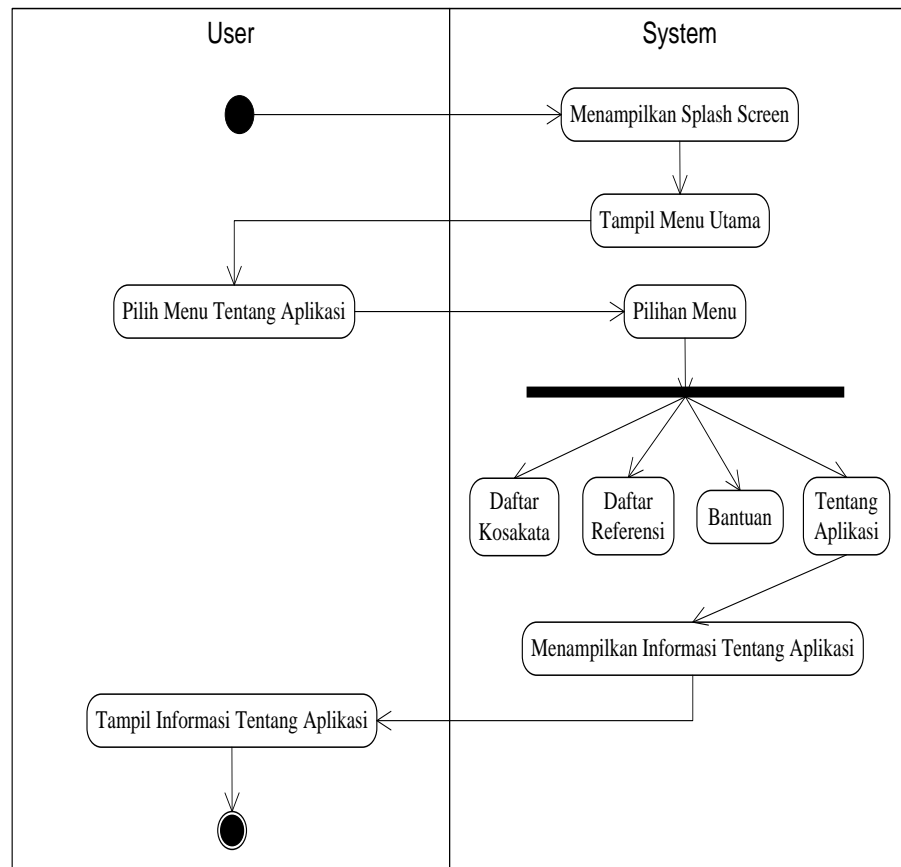 User
System
Menampilkan Splash Screen
Tampil Menu Utama
Pilih Menu Tentang Aplikasi
Pilihan Menu
Daftar
Kosakata
Daftar
Referensi
Bantuan
Tentang
Aplikasi
Menampilkan Informasi Tentang Aplikasi
Tampil Informasi Tentang Aplikasi